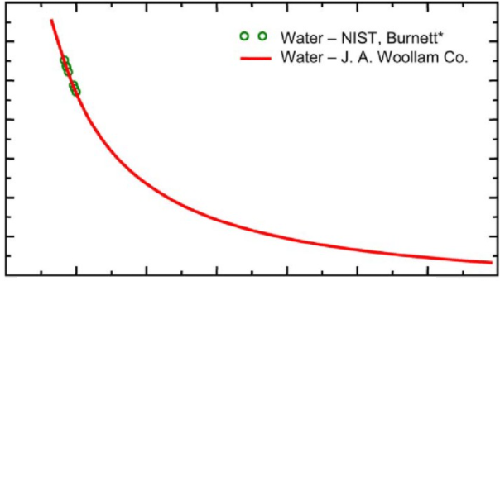 Water – NIST, Burnett*
Water – J. A. Woollam Co.